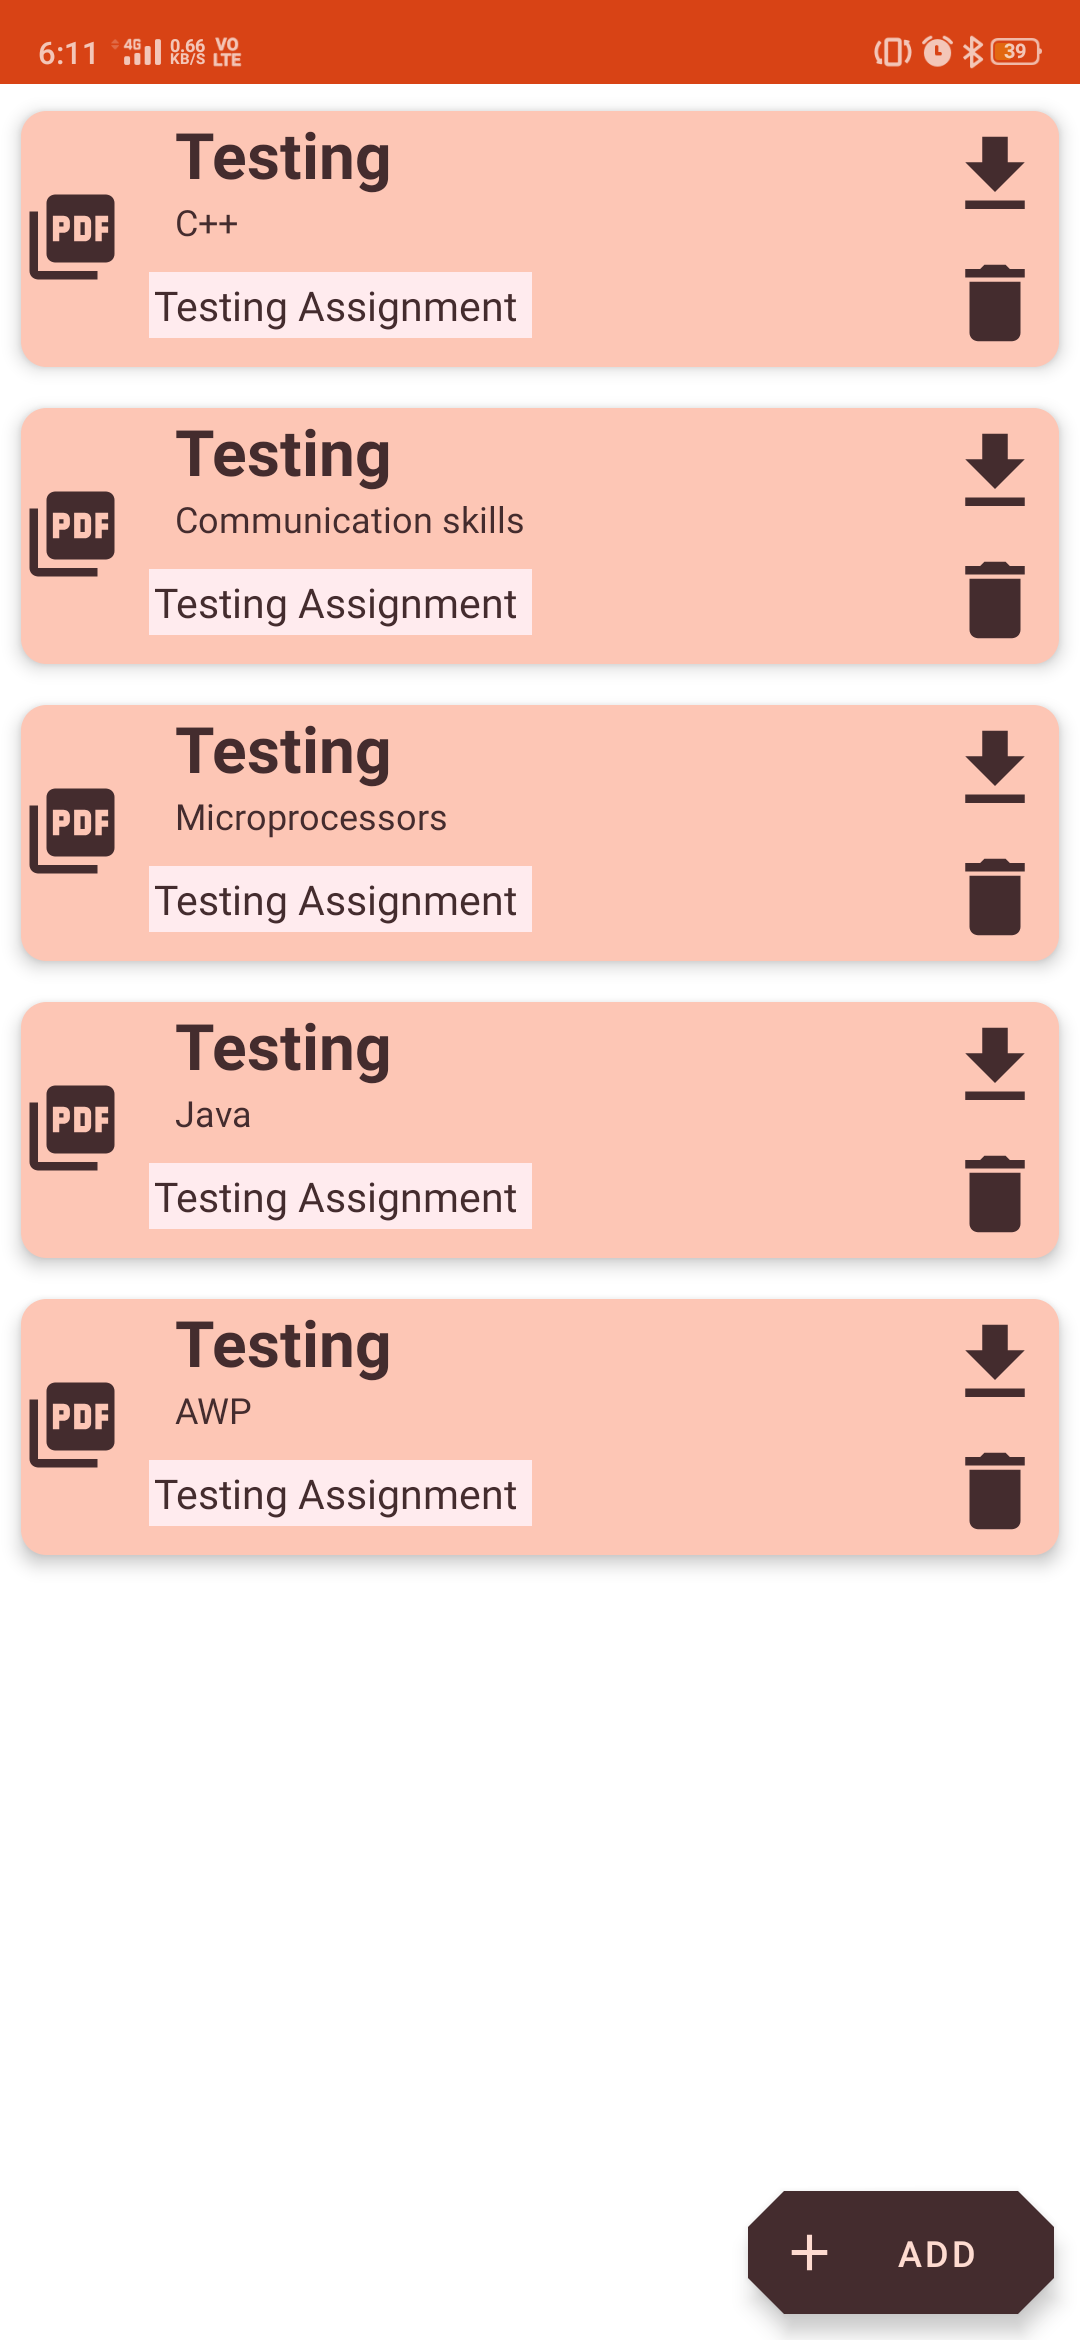 6:11 4G 0.66 KB/S VO LTE 39
Testing
PDF
C++
Testing Assignment
Testing
PDF
Communication skills
Testing Assignment
Testing
PDF
Microprocessors
Testing Assignment
Testing
PDF
Java
Testing Assignment
Testing
PDF
AWP
Testing Assignment
+ ADD